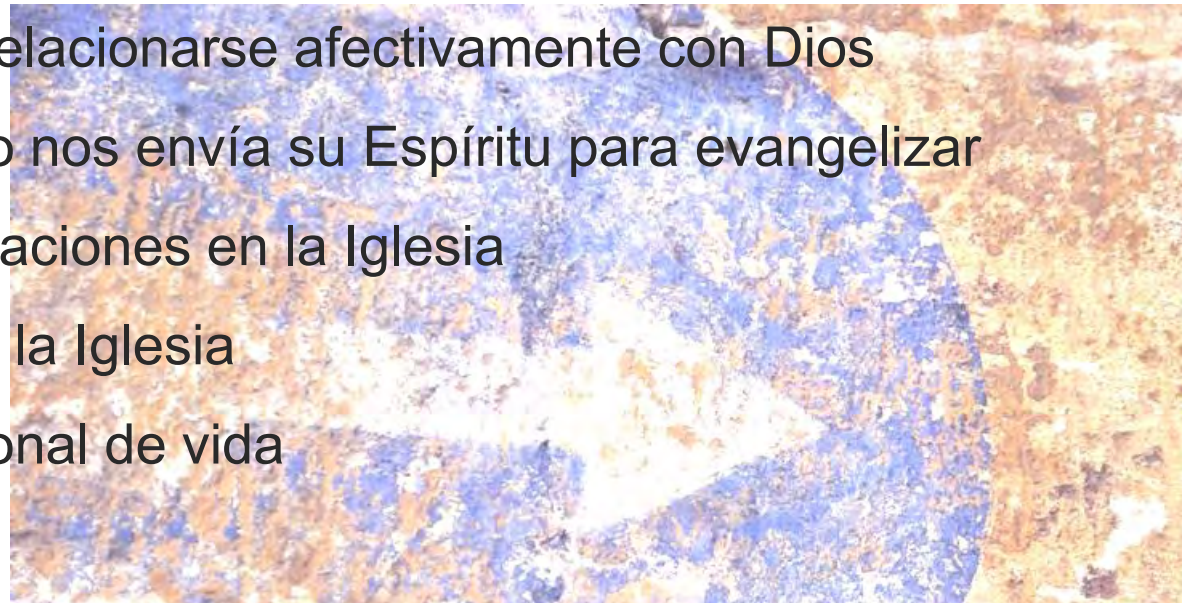 elacionarse afectivamente con Dios
o nos envía su Espíritu para evangelizar
aciones en la Iglesia
la Iglesia
onal de vida